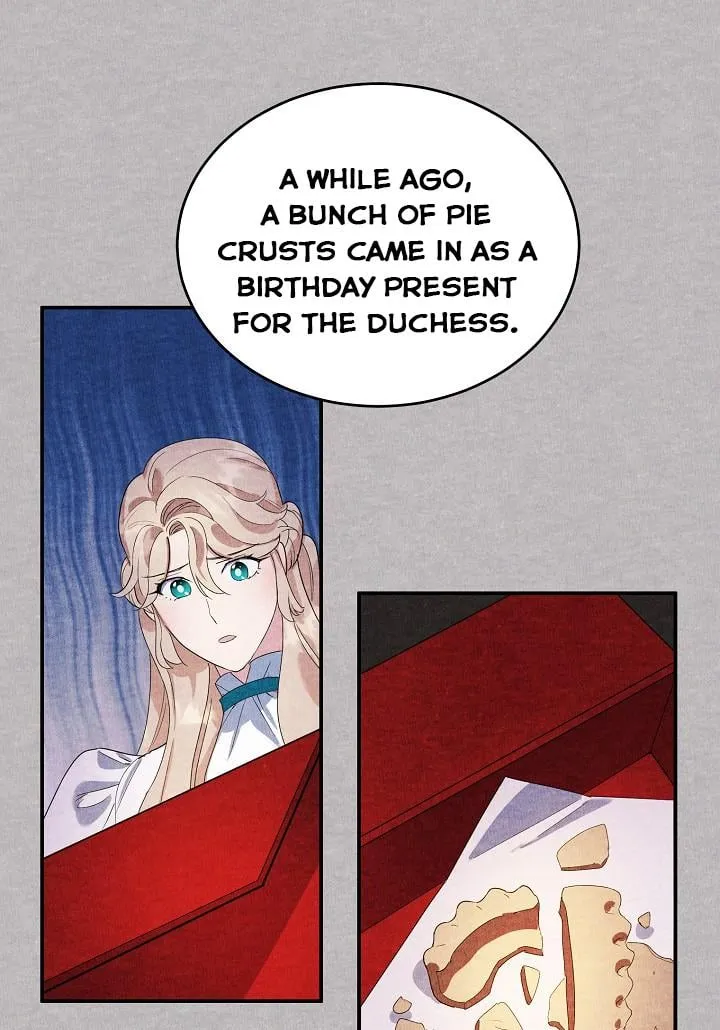 A WHILE AGO,
A BUNCH OF PIE
CRUSTS CAME IN AS A
BIRTHDAY PRESENT
FOR THE DUCHESS.